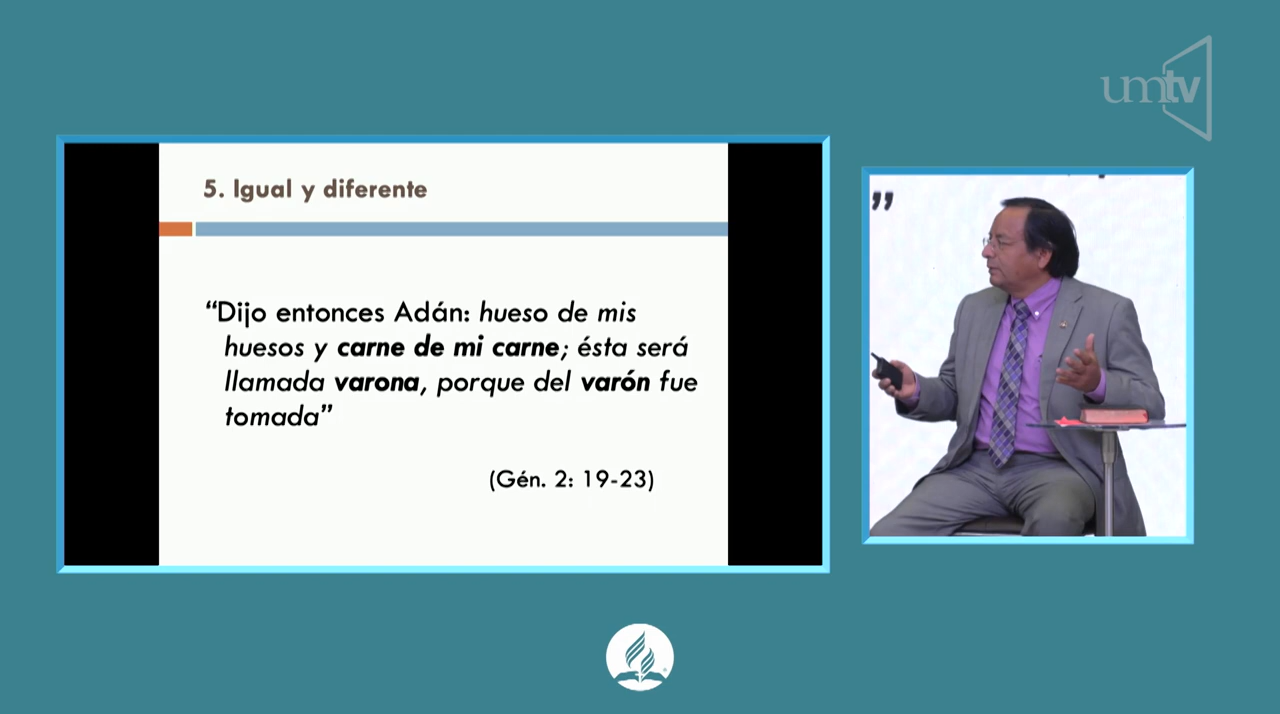 umtv
5. Igual y diferente
“Dijo entonces Adán: hueso de mis
huesos y carne de mi carne; ésta será
llamada varona, porque del varón fue
tomada”
(Gén. 2: 19-23)
”